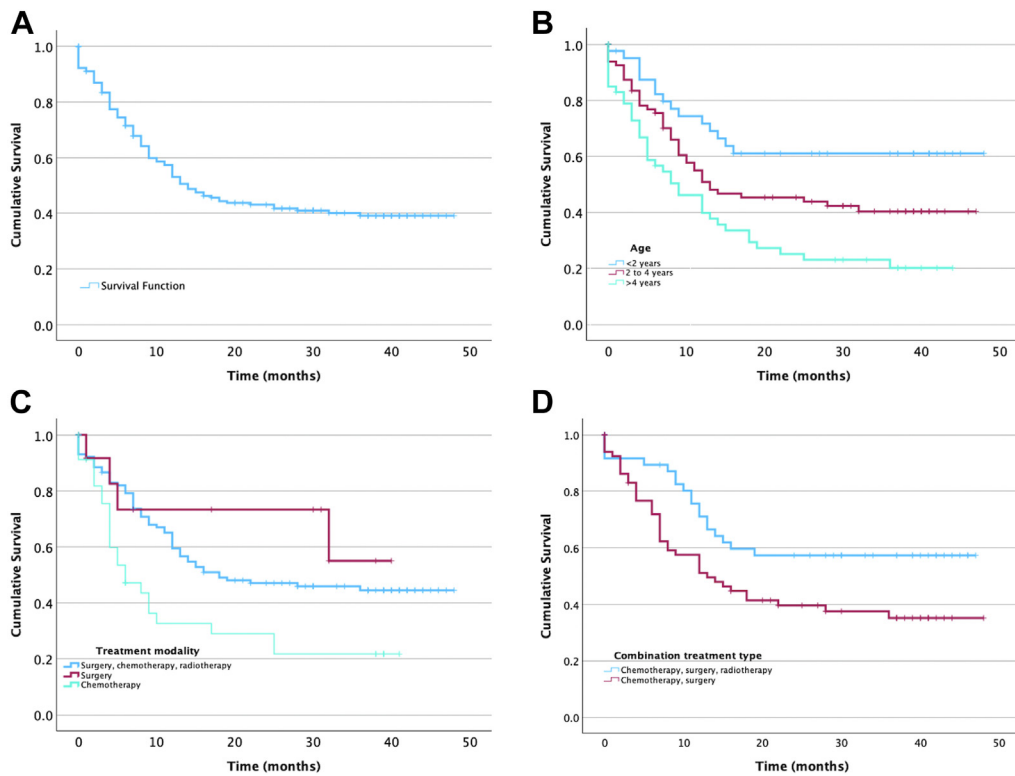 A
Cumulative Survival
1.0
0.8
0.6
0.4
0.2
0.0
Survival Function
0 10 20 30 40 50
Time (months)
B
Cumulative Survival
1.0
0.8
0.6
0.4
0.2
0.0
Age
<2 years
2 to 4 years
>4 years
0 10 20 30 40 50
Time (months)
C
Cumulative Survival
1.0
0.8
0.6
0.4
0.2
0.0
Treatment modality
Surgery, chemotherapy, radiotherapy
Surgery
Chemotherapy
0 10 20 30 40 50
Time (months)
D
Cumulative Survival
1.0
0.8
0.6
0.4
0.2
0.0
Combination treatment type
Chemotherapy, surgery, radiotherapy
Chemotherapy, surgery
0 10 20 30 40 50
Time (months)